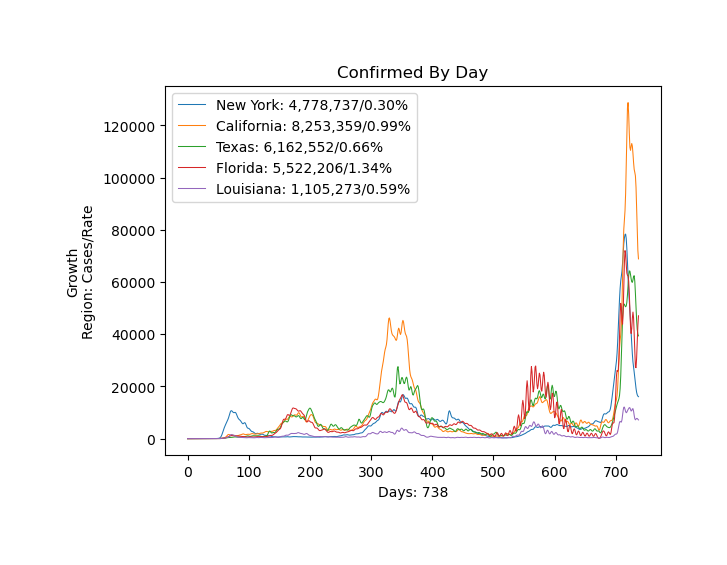 Confirmed By Day
New York: 4,778,737/0.30%
California: 8,253,359/0.99%
Texas: 6,162,552/0.66%
Florida: 5,522,206/1.34%
Louisiana: 1,105,273/0.59%
Growth
Region: Cases/Rate
120000
100000
80000
60000
40000
20000
0
0 100 200 300 400 500 600 700
Days: 738